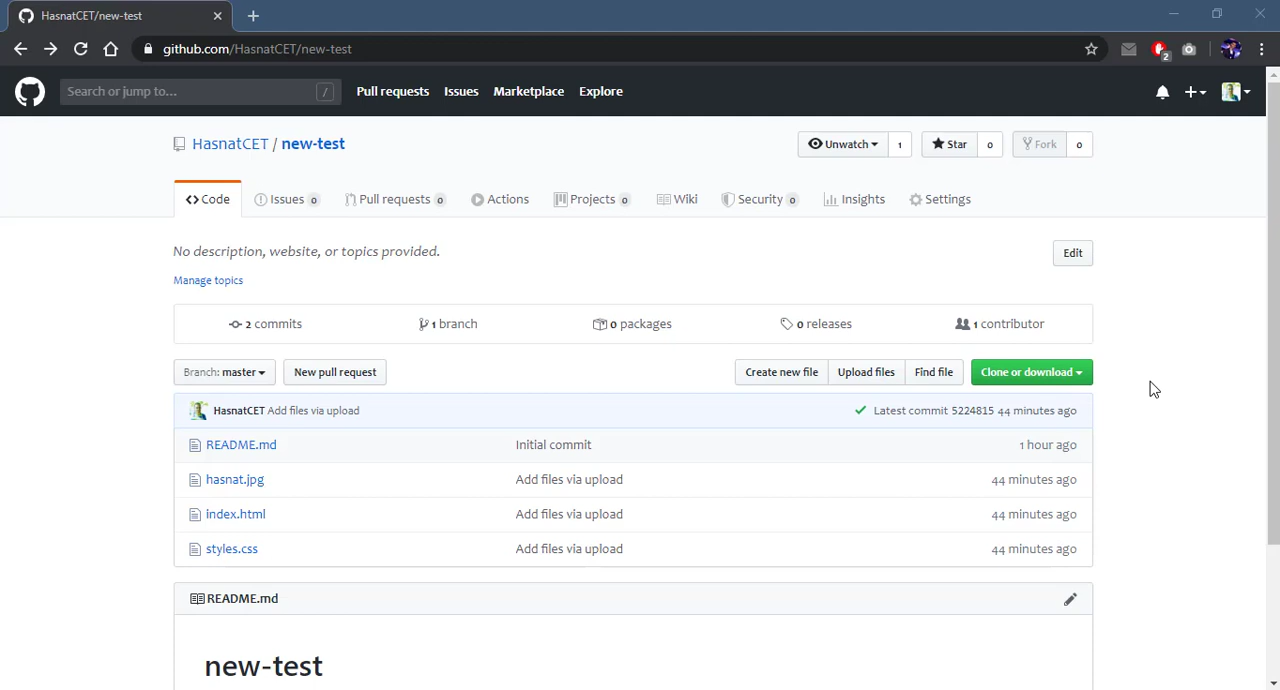 HasnatCET/new-test
github.com/HasnatCET/new-test
2
Search or jump to... /
Pull requests Issues Marketplace Explore
HasnatCET / new-test
Unwatch 1 Star 0 Fork 0
Code Issues 0 Pull requests 0 Actions Projects 0 Wiki Security 0 Insights Settings
No description, website, or topics provided. Edit
Manage topics
2 commits 1 branch 0 packages 0 releases 1 contributor
Branch: master New pull request Create new file Upload files Find file Clone or download
HasnatCET Add files via upload Latest commit 5224815 44 minutes ago
README.md Initial commit 1 hour ago
hasnat.jpg Add files via upload 44 minutes ago
index.html Add files via upload 44 minutes ago
styles.css Add files via upload 44 minutes ago
README.md
new-test